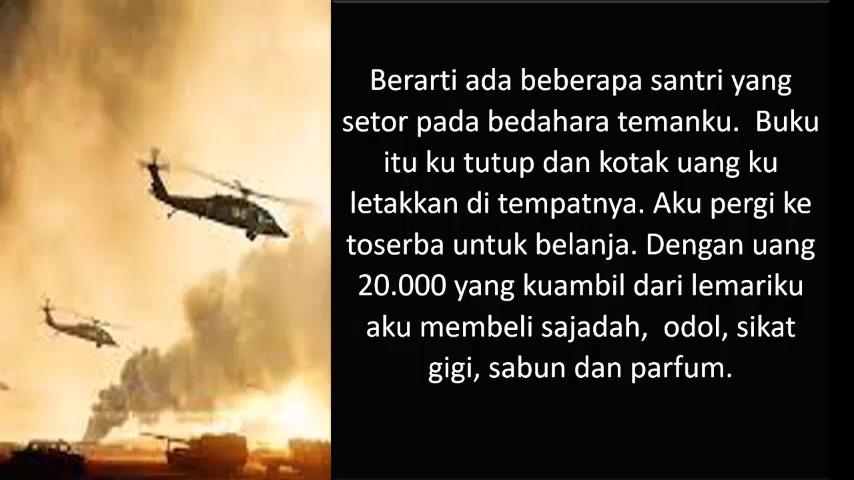 Berarti ada beberapa santri yang
setor pada bedahara temanku.  Buku
itu ku tutup dan kotak uang ku
letakkan di tempatnya. Aku pergi ke
toserba untuk belanja. Dengan uang
20.000 yang kuambil dari lemariku
aku membeli sajadah,  odol, sikat
gigi, sabun dan parfum.